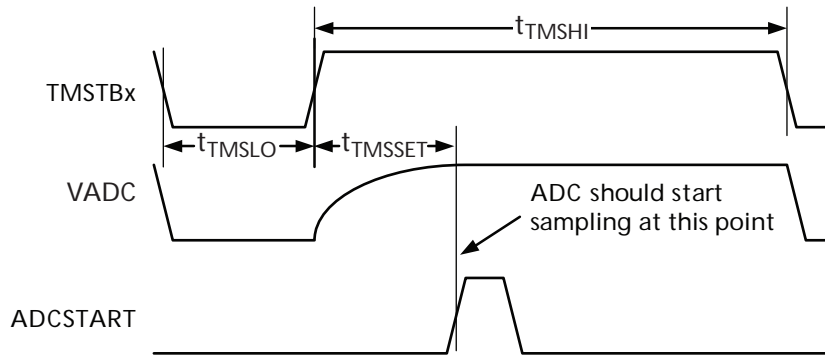 tTMSHI
TMSTBx
tTMSLO
tTMSSET
VADC
ADC should start
sampling at this point
ADCSTART